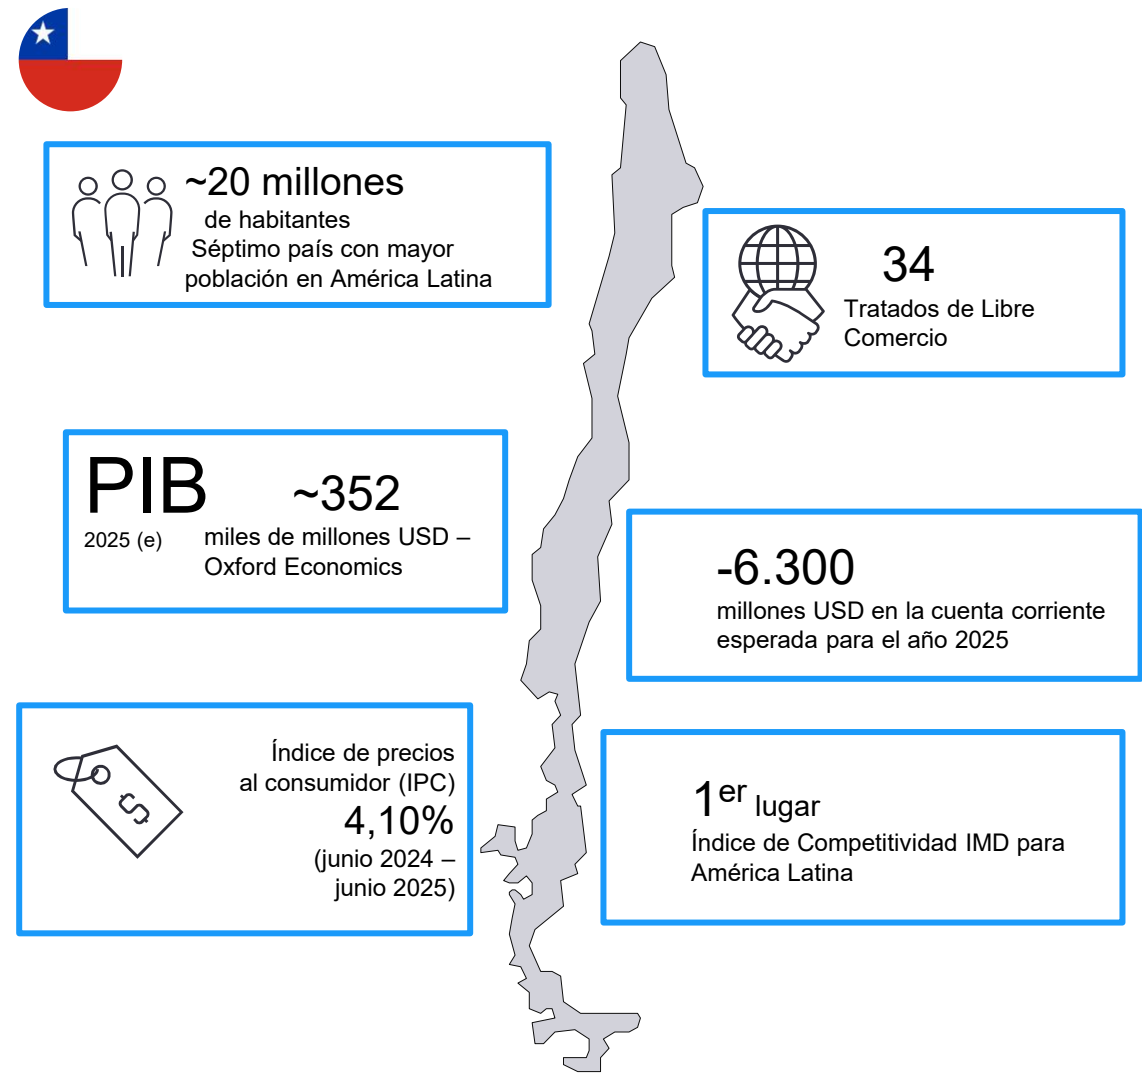 ~20 millones
de habitantes
Séptimo país con mayor
población en América Latina
34
Tratados de Libre
Comercio
PIB
2025 (e)
~352
miles de millones USD –
Oxford Economics
-6.300
millones USD en la cuenta corriente
esperada para el año 2025
Índice de precios
al consumidor (IPC)
4,10%
(junio 2024 –
junio 2025)
$
1er lugar
Índice de Competitividad IMD para
América Latina